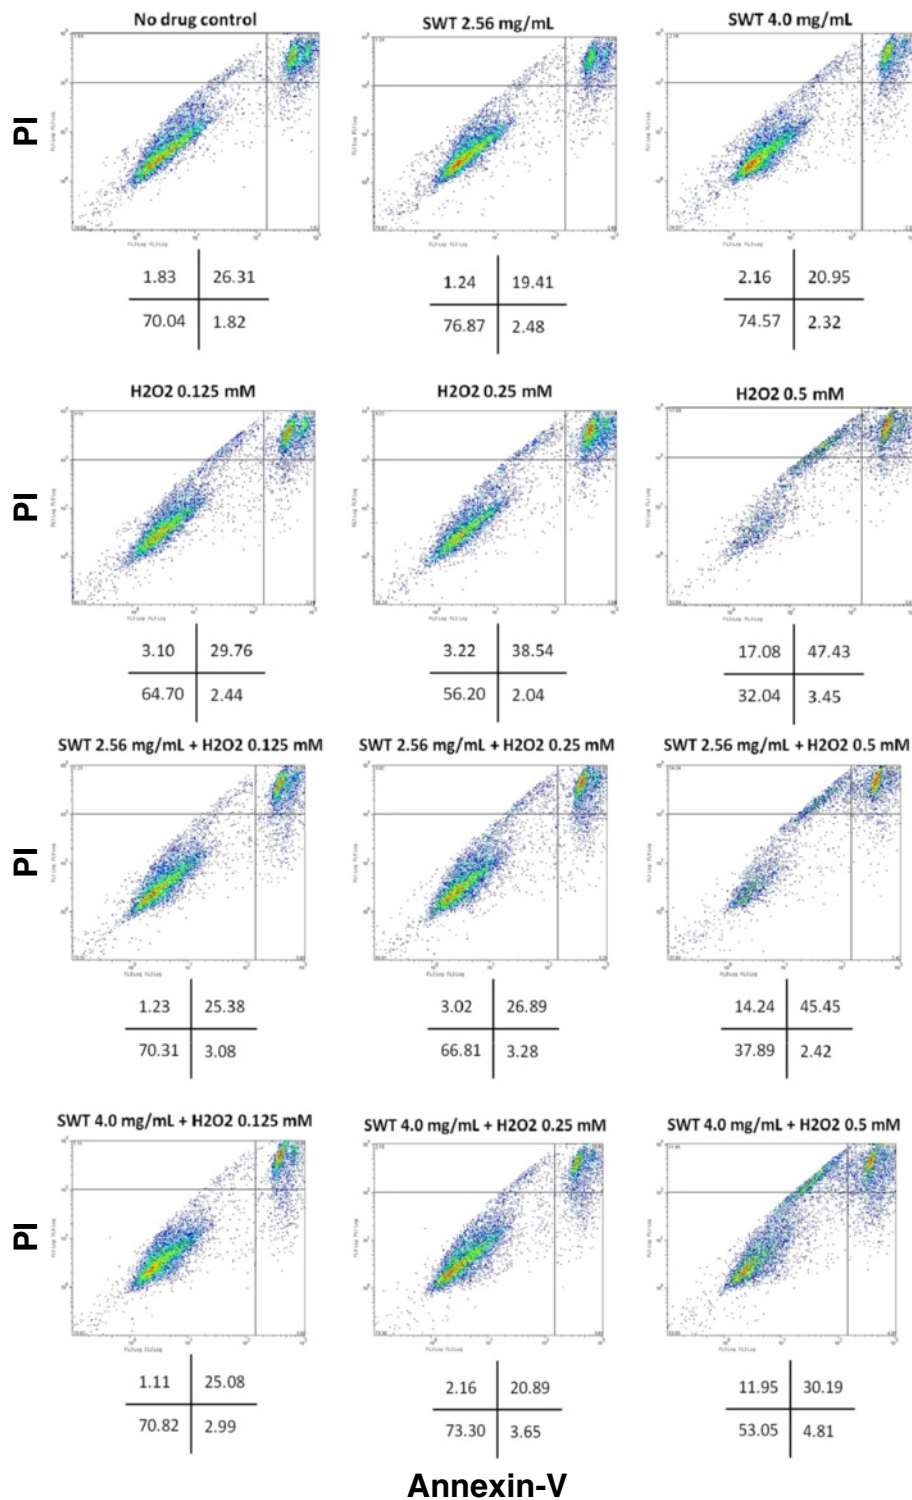 No drug control SWT 2.56 mg/mL SWT 4.0 mg/mL
PI
1.83 26.31 1.24 19.41 2.16 20.95
70.04 1.82 76.87 2.48 74.57 2.32
H2O2 0.125 mM H2O2 0.25 mM H2O2 0.5 mM
PI
3.10 29.76 3.22 38.54 17.08 47.43
64.70 2.44 56.20 2.04 32.04 3.45
SWT 2.56 mg/mL + H2O2 0.125 mM SWT 2.56 mg/mL + H2O2 0.25 mM SWT 2.56 mg/mL + H2O2 0.5 mM
PI
1.23 25.38 3.02 26.89 14.24 45.45
70.31 3.08 66.81 3.28 37.89 2.42
SWT 4.0 mg/mL + H2O2 0.125 mM SWT 4.0 mg/mL + H2O2 0.25 mM SWT 4.0 mg/mL + H2O2 0.5 mM
PI
1.11 25.08 2.16 20.89 11.95 30.19
70.82 2.99 73.30 3.65 53.05 4.81
Annexin-V